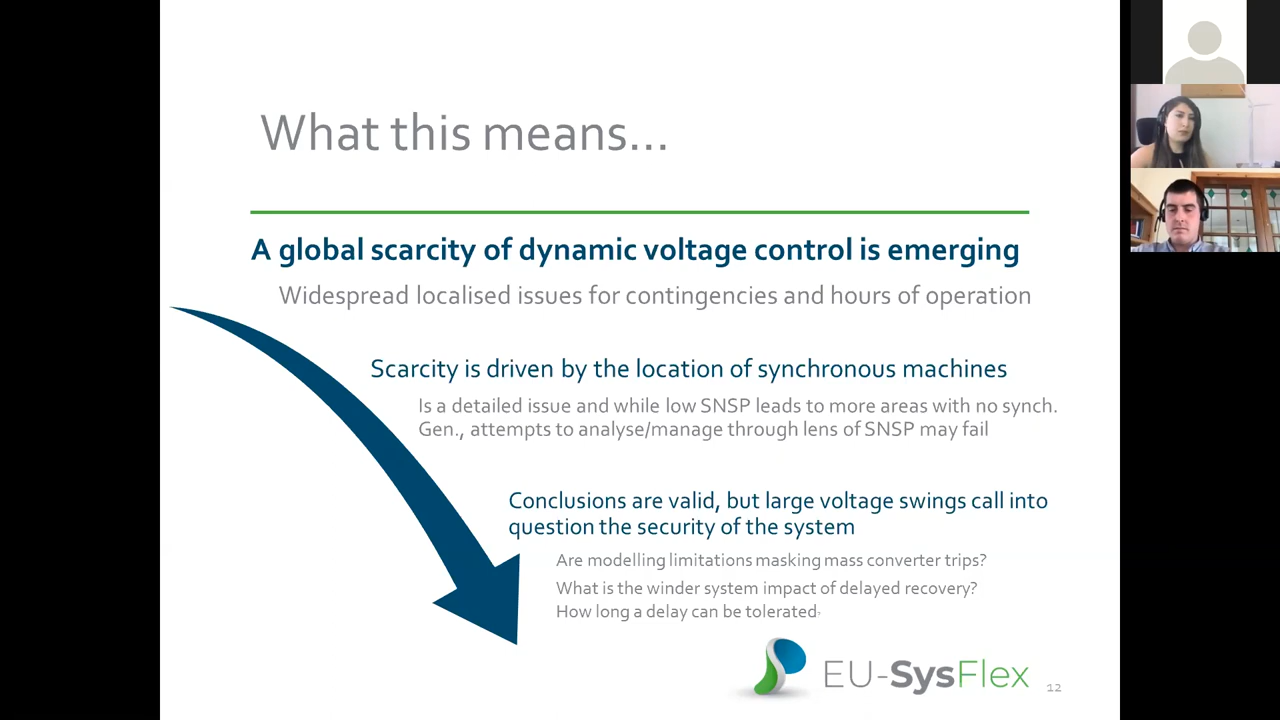 What this means...
A global scarcity of dynamic voltage control is emerging
Widespread localised issues for contingencies and hours of operation
Scarcity is driven by the location of synchronous machines
Is a detailed issue and while low SNSP leads to more areas with no synch.
Gen., attempts to analyse/manage through lens of SNSP may fail
Conclusions are valid, but large voltage swings call into
question the security of the system
Are modelling limitations masking mass converter trips?
What is the winder system impact of delayed recovery?
How long a delay can be tolerated?
EU-SysFlex
12